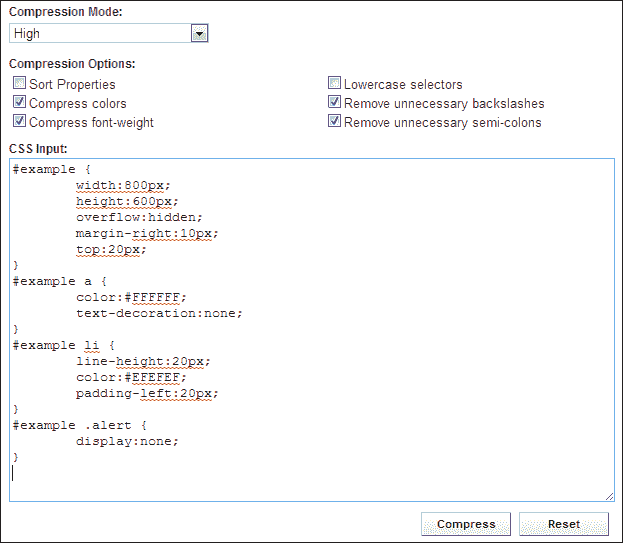 Compression Mode:
High
Compression Options:
Sort Properties
Lowercase selectors
Compress colors
Remove unnecessary backslashes
Compress font-weight
Remove unnecessary semi-colons
CSS Input:
#example {
width:800px;
height:600px;
overflow:hidden;
margin-right:10px;
top:20px;
}
#example a {
color:#FFFFFF;
text-decoration:none;
}
#example li {
line-height:20px;
color:#EFEFEF;
padding-left:20px;
}
#example .alert {
display:none;
}
Compress
Reset